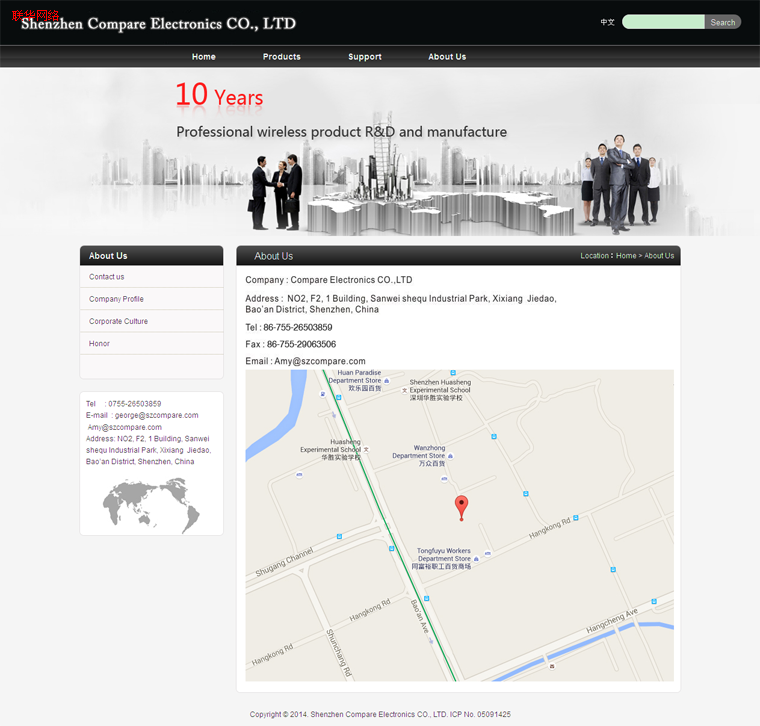 联华网络
Shenzhen Compare Electronics CO., LTD
中文
Search
Home Products Support About Us
10 Years
Professional wireless product R&D and manufacture
About Us
Contact us
Company Profile
Corporate Culture
Honor
Tel : 0755-26503859
E-mail : george@szcompare.com
Amy@szcompare.com
Address: NO2, F2, 1 Building, Sanwei
shequ Industrial Park, Xixiang Jiedao,
Bao'an District, Shenzhen, China
About Us
Location : Home > About Us
Company : Compare Electronics CO.,LTD
Address : NO2, F2, 1 Building, Sanwei shequ Industrial Park, Xixiang Jiedao,
Bao'an District, Shenzhen, China
Tel : 86-755-26503859
Fax : 86-755-29063506
Email : Amy@szcompare.com
Huan Paradise
Department Store
欢乐园百货
Shenzhen Huasheng
Experimental School
深圳华胜实验学校
Huasheng
Experimental School
华胜实验学校
Wanzhong
Department Store
万众百货
Hangkong Rd
Tongfuyu Workers
Department Store
同富裕职工百货商场
Shugang Channel
Hangkong Rd
Bao'an Ave
Hangcheng Ave
Shunchang Rd
Hangkong Rd
Copyright © 2014. Shenzhen Compare Electronics CO., LTD. ICP No. 05091425